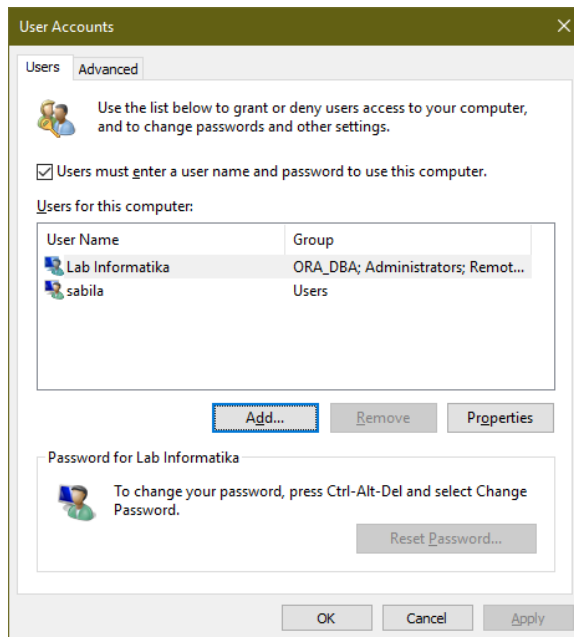 User Accounts
Users
Advanced
Use the list below to grant or deny users access to your computer,
and to change passwords and other settings.
Users must enter a user name and password to use this computer.
Users for this computer:
User Name Group
Lab Informatika ORA_DBA; Administrators; Remot...
sabila Users
Add... Remove Properties
Password for Lab Informatika
To change your password, press Ctrl-Alt-Del and select Change
Password.
Reset Password...
OK Cancel Apply